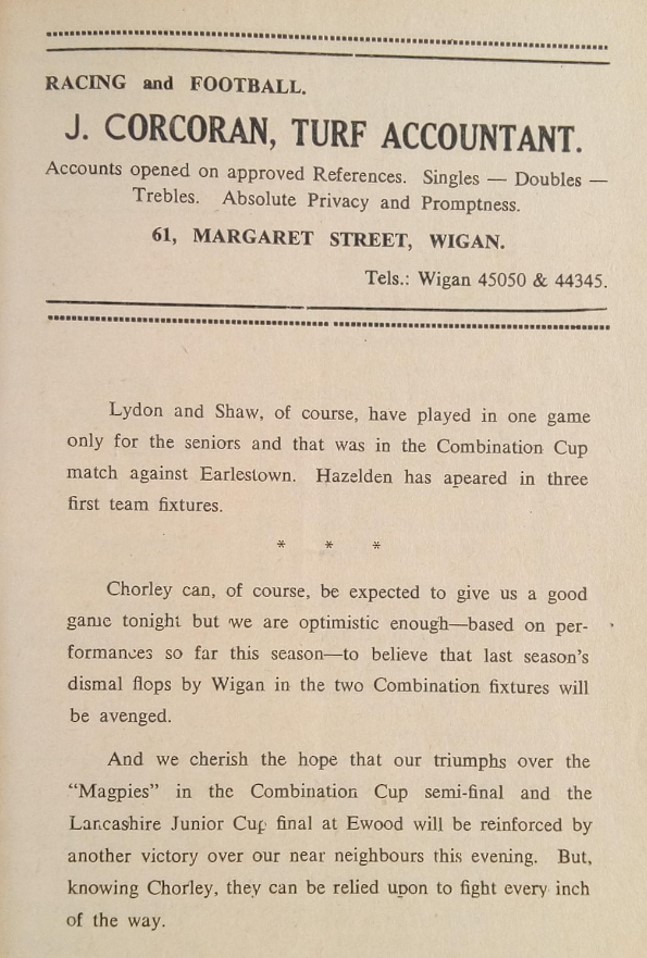 RACING and FOOTBALL.
J. CORCORAN, TURF ACCOUNTANT.
Accounts opened on approved References. Singles — Doubles —
Trebles. Absolute Privacy and Promptness.
61, MARGARET STREET, WIGAN.
Tels.: Wigan 45050 & 44345.
Lydon and Shaw, of course, have played in one game
only for the seniors and that was in the Combination Cup
match against Earlestown. Hazelden has apeared in three
first team fixtures.
* * *
Chorley can, of course, be expected to give us a good
game tonight but we are optimistic enough—based on per-
formances so far this season—to believe that last season's
dismal flops by Wigan in the two Combination fixtures will
be avenged.
And we cherish the hope that our triumphs over the
"Magpies" in the Combination Cup semi-final and the
Lancashire Junior Cup final at Ewood will be reinforced by
another victory over our near neighbours this evening. But,
knowing Chorley, they can be relied upon to fight every inch
of the way.